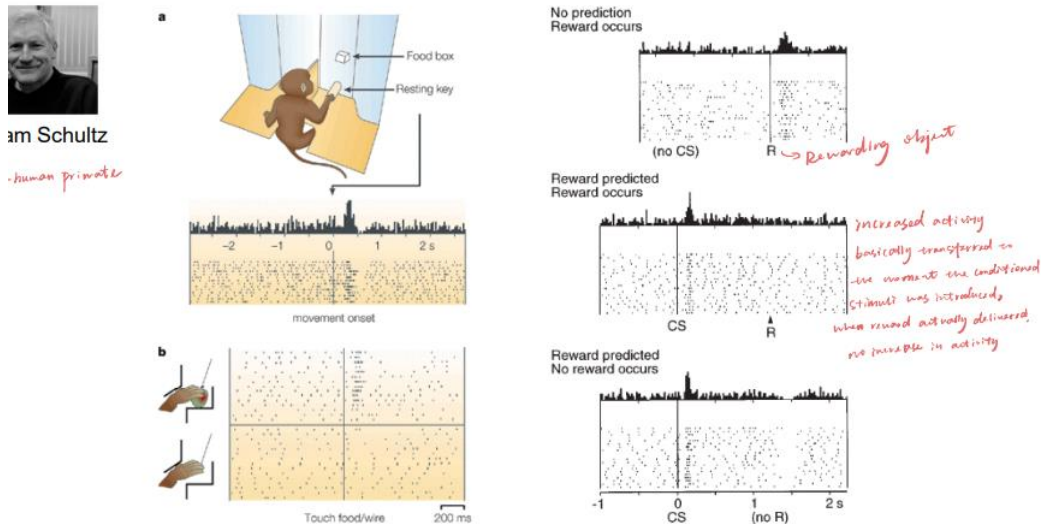 am Schultz
-human private
a
Food box
Resting key
-2 -1 0 1 2 s
movement onset
b
Touch food/wire
200 ms
No prediction
Reward occurs
(no CS) R
Rewarding object
Reward predicted
Reward occurs
CS R
increased activity
basically transferred to
the moment the conditioned
stimuli was introduced,
when reward actually delivered,
no increase in activity
Reward predicted
No reward occurs
-1 0 1 2 s
CS (no R)